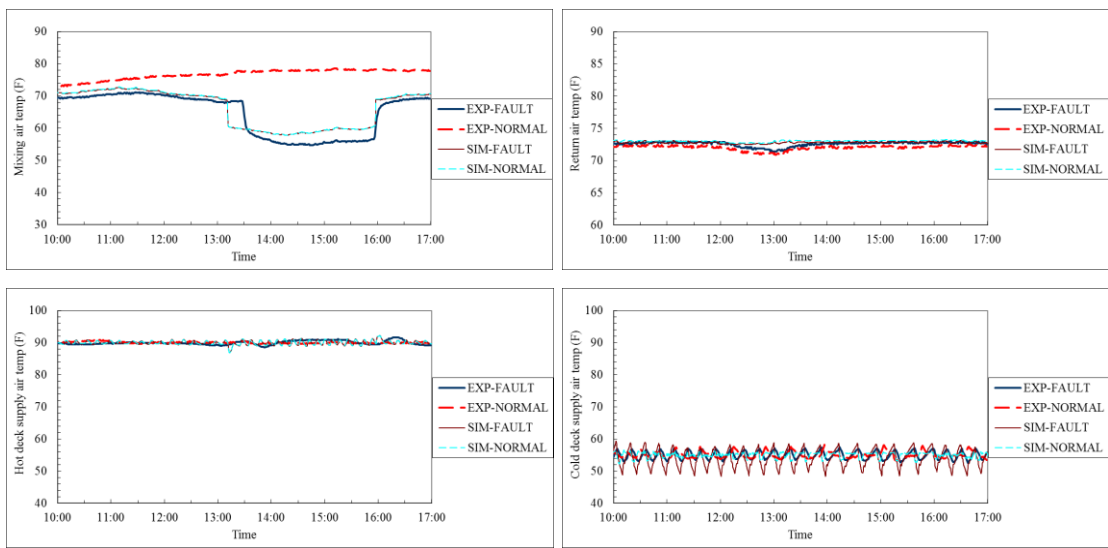 Mixing air temp (F)
90
80
70
60
50
40
30
10:00 11:00 12:00 13:00 14:00 15:00 16:00 17:00
Time
EXP-FAULT
EXP-NORMAL
SIM-FAULT
SIM-NORMAL
Return air temp (F)
90
85
80
75
70
65
60
10:00 11:00 12:00 13:00 14:00 15:00 16:00 17:00
Time
EXP-FAULT
EXP-NORMAL
SIM-FAULT
SIM-NORMAL
Hot deck supply air temp (F)
100
90
80
70
60
50
40
10:00 11:00 12:00 13:00 14:00 15:00 16:00 17:00
Time
EXP-FAULT
EXP-NORMAL
SIM-FAULT
SIM-NORMAL
Cold deck supply air temp (F)
100
90
80
70
60
50
40
10:00 11:00 12:00 13:00 14:00 15:00 16:00 17:00
Time
EXP-FAULT
EXP-NORMAL
SIM-FAULT
SIM-NORMAL